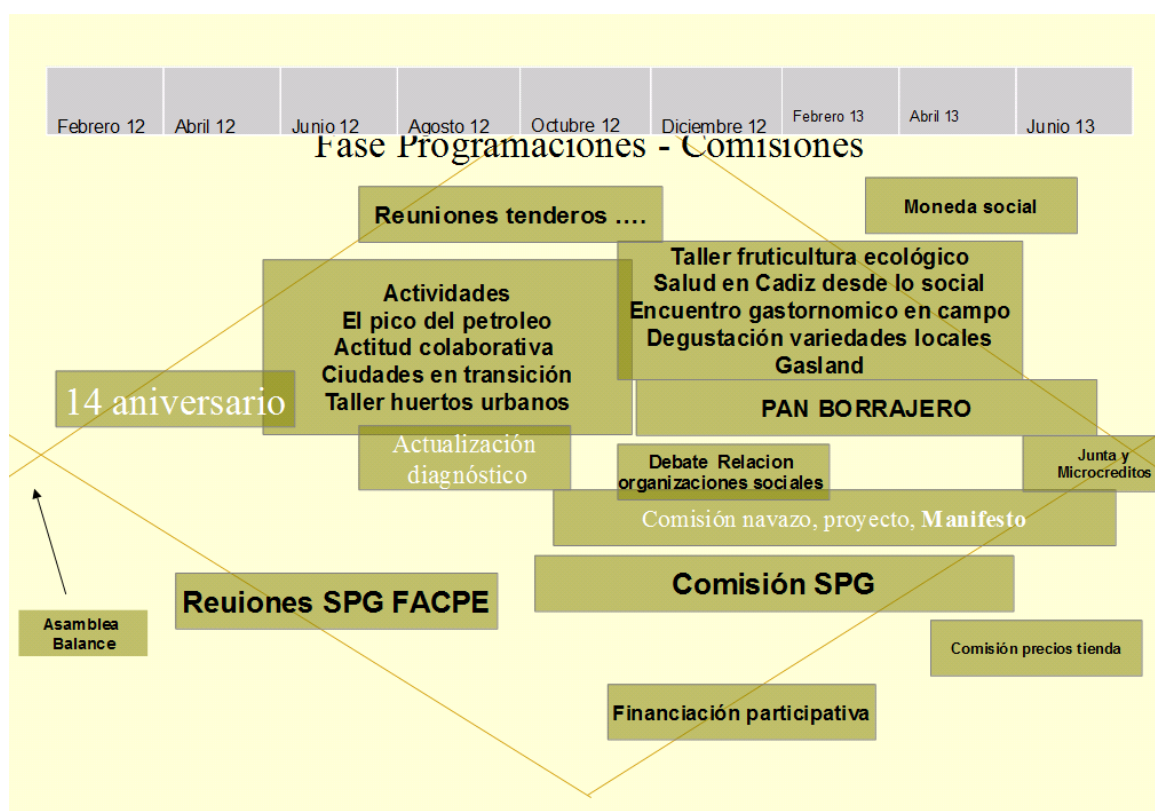 Febrero 12
Abril 12
Junio 12
Agosto 12
Octubre 12
Diciembre 12
Febrero 13
Abril 13
Junio 13
Fase Programaciones - Comisiones
Reuniones tenderos ....
Moneda social
Actividades
El pico del petroleo
Actitud colaborativa
Ciudades en transición
Taller huertos urbanos
Taller fruticultura ecológico
Salud en Cadiz desde lo social
Encuentro gastornomico en campo
Degustación variedades locales
Gasland
14 aniversario
PAN BORRAJERO
Actualización
diagnóstico
Debate Relacion
organizaciones sociales
Junta y
Microcreditos
Comisión navazo, proyecto, Manifesto
Reuiones SPG FACPE
Comisión SPG
Asamblea
Balance
Comisión precios tienda
Financiación participativa